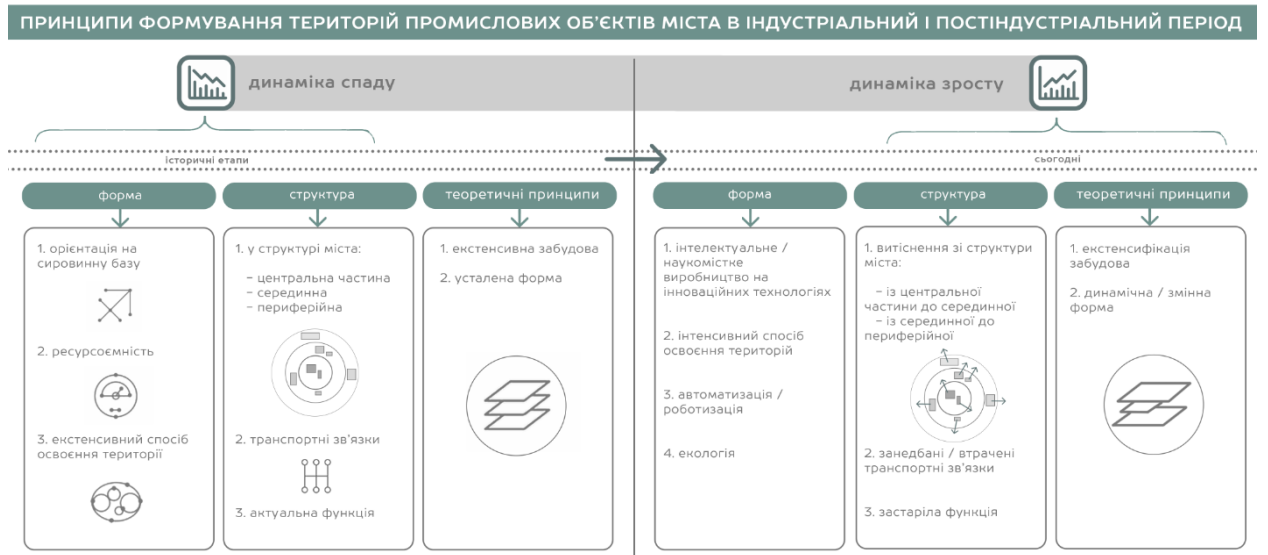 ПРИНЦИПИ ФОРМУВАННЯ ТЕРИТОРІЙ ПРОМИСЛОВИХ ОБ'ЄКТІВ МІСТА В ІНДУСТРІАЛЬНИЙ І ПОСТІНДУСТРІАЛЬНИЙ ПЕРІОД
динаміка спаду
динаміка зросту
історичні етапи
сьогодні
форма
структура
теоретичні принципи
форма
структура
теоретичні принципи
1. орієнтація на
сировинну базу
2. ресурсоємність
3. екстенсивний спосіб
освоєння території
1. у структурі міста:
– центральна частина
– серединна
– периферійна
2. транспортні зв'язки
3. актуальна функція
1. екстенсивна забудова
2. усталена форма
1. інтелектуальне /
наукомістке
виробництво на
інноваційних технологіях
2. інтенсивний спосіб
освоєння територій
3. автоматизація /
роботизація
4. екологія
1. витіснення зі структури
міста:
– із центральної
частини до серединної
– із серединної до
периферійної
2. занедбані / втрачені
транспортні зв'язки
3. застаріла функція
1. екстенсифікація
забудова
2. динамічна / змінна
форма